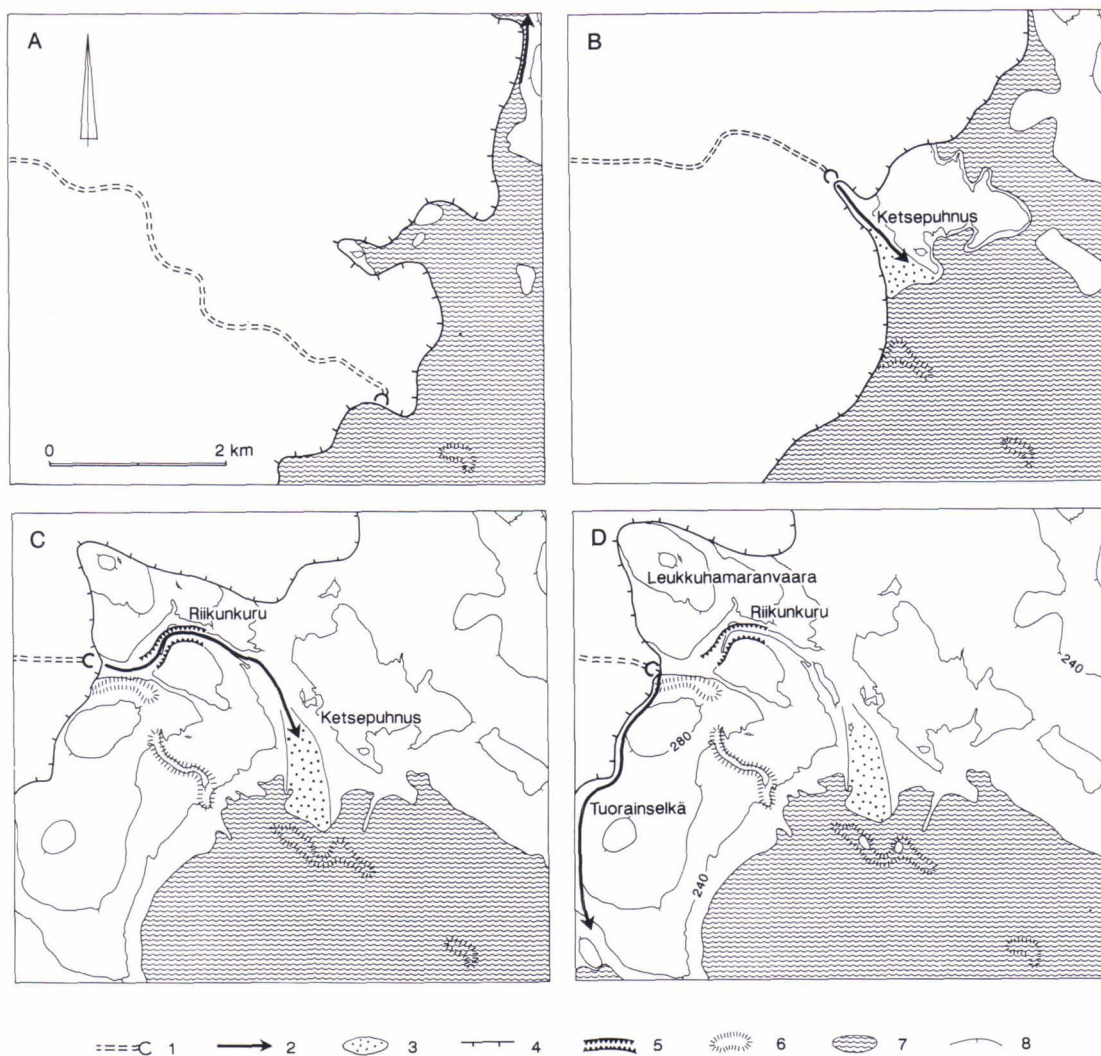 A
0 2 km
B
Ketsepuhnus
C
Riikunkuru
Ketsepuhnus
D
Leukkuhamaranvaara
Riikunkuru
240
280
Tuorainselkä
240
1 2 3 4 5 6 7 8